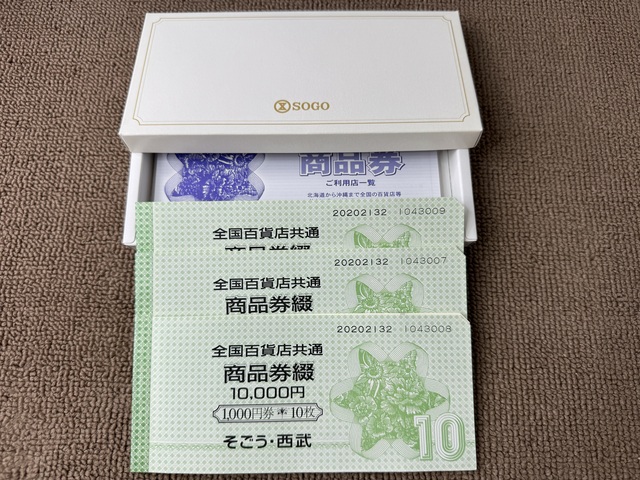 SOGO
商品券
ご利用店一覧
北海道から沖縄まで全国の百貨店等
20202132 1043009
全国百貨店共通
商品券綴
20202132 1043007
全国百貨店共通
商品券綴
20202132 1043008
全国百貨店共通
商品券綴
10,000円
1,000円券＊10枚
そごう・西武
10